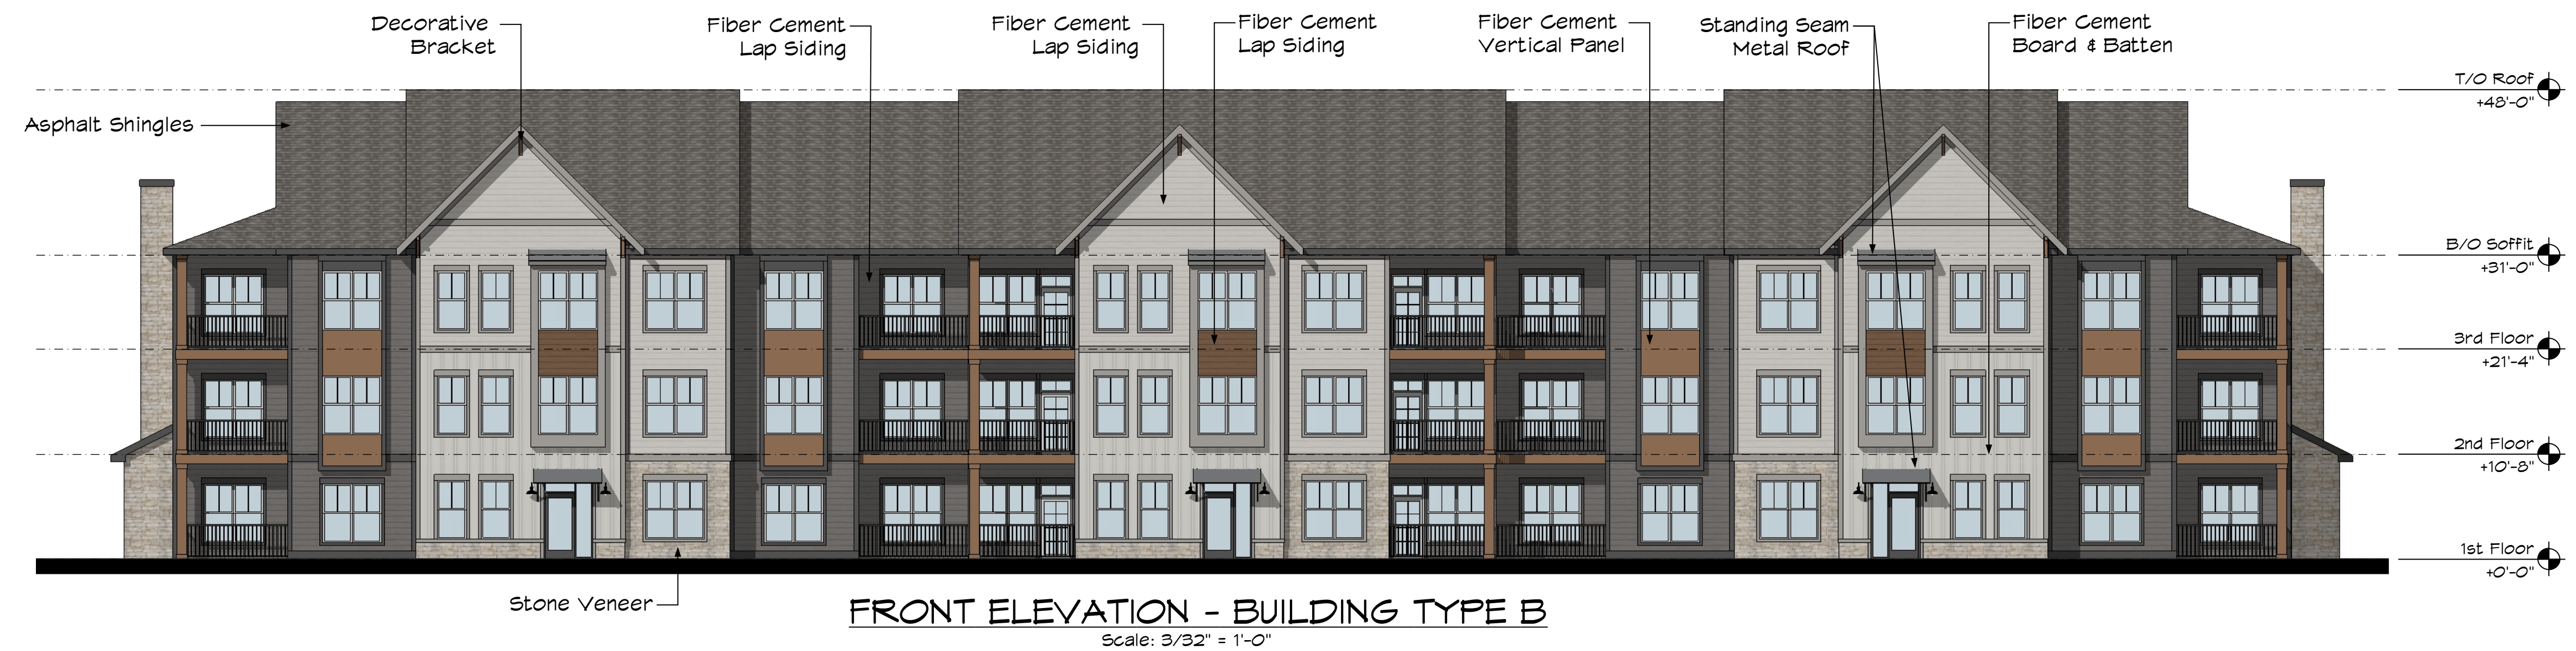 Decorative
Bracket
Fiber Cement
Lap Siding
Fiber Cement
Lap Siding
Fiber Cement
Lap Siding
Fiber Cement
Vertical Panel
Standing Seam
Metal Roof
Fiber Cement
Board & Batten
Asphalt Shingles
T/O Roof
+48'-0"
B/O Soffit
+31'-0"
3rd Floor
+21'-4"
2nd Floor
+10'-8"
1st Floor
+0'-0"
Stone Veneer
FRONT ELEVATION - BUILDING TYPE B
Scale: 3/32" = 1'-0"